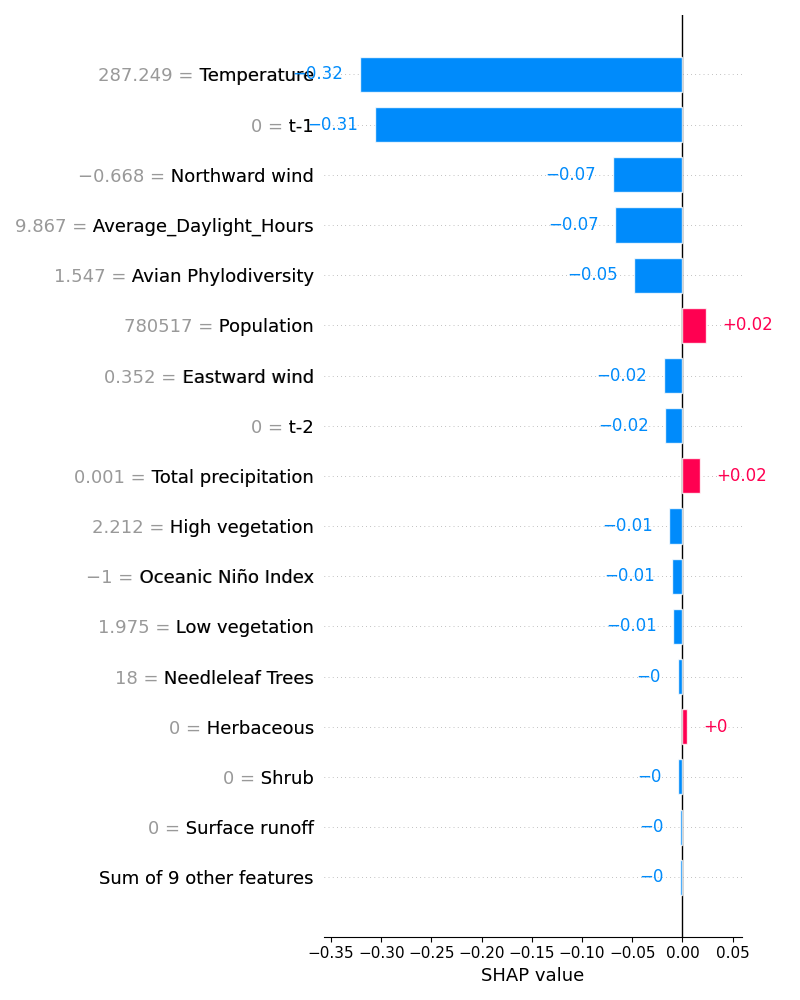 287.249 = Temperature −0.32
0 = t-1 −0.31
−0.668 = Northward wind −0.07
9.867 = Average_Daylight_Hours −0.07
1.547 = Avian Phylodiversity −0.05
780517 = Population +0.02
0.352 = Eastward wind −0.02
0 = t-2 −0.02
0.001 = Total precipitation +0.02
2.212 = High vegetation −0.01
−1 = Oceanic Niño Index −0.01
1.975 = Low vegetation −0.01
18 = Needleleaf Trees −0
0 = Herbaceous +0
0 = Shrub −0
0 = Surface runoff −0
Sum of 9 other features −0
−0.35 −0.30 −0.25 −0.20 −0.15 −0.10 −0.05 0.00 0.05
SHAP value